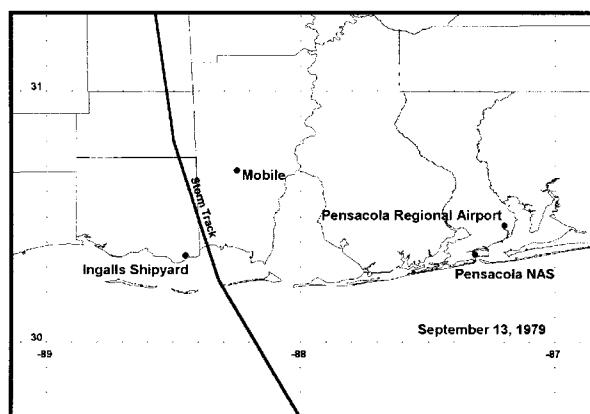 31
Mobile
Storm Track
Pensacola Regional Airport
Ingalls Shipyard
Pensacola NAS
September 13, 1979
30
-89
-88
-87